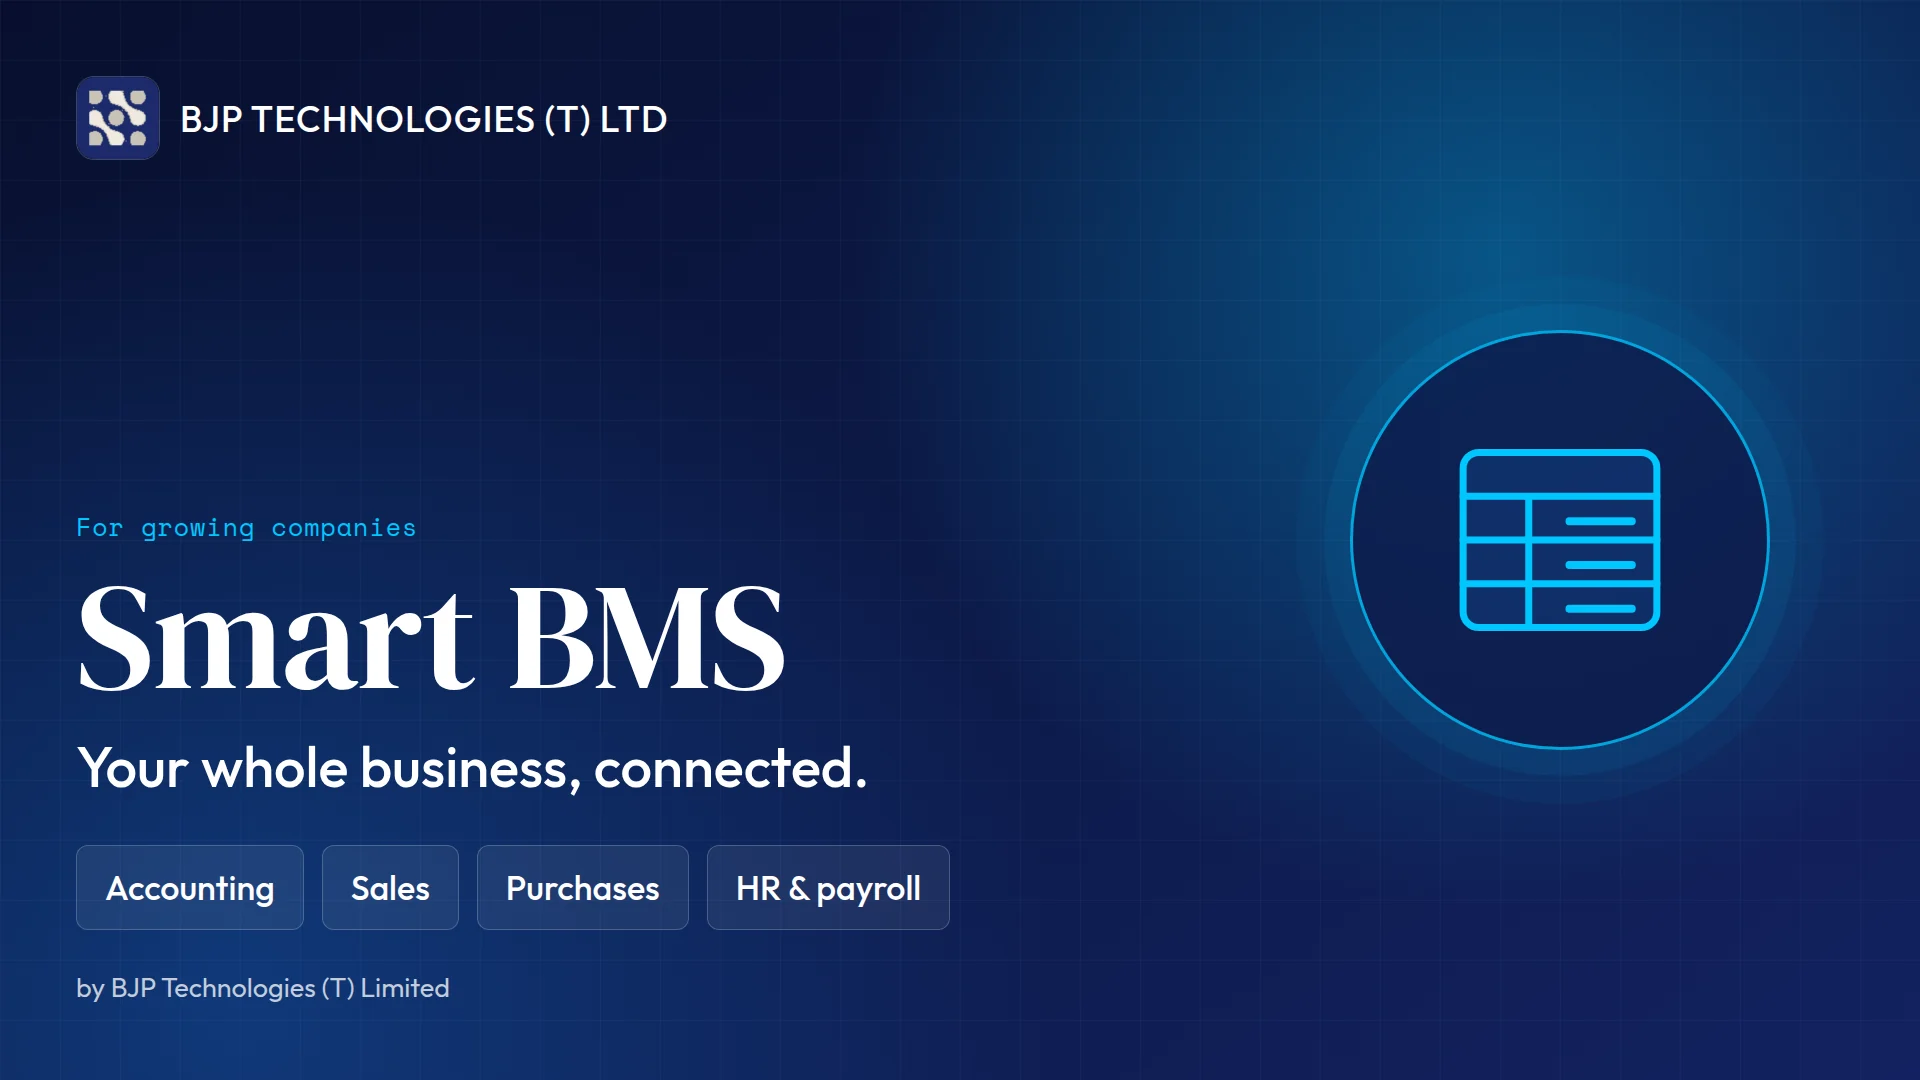 BJP TECHNOLOGIES (T) LTD
For growing companies
Smart BMS
Your whole business, connected.
Accounting
Sales
Purchases
HR & payroll
by BJP Technologies (T) Limited